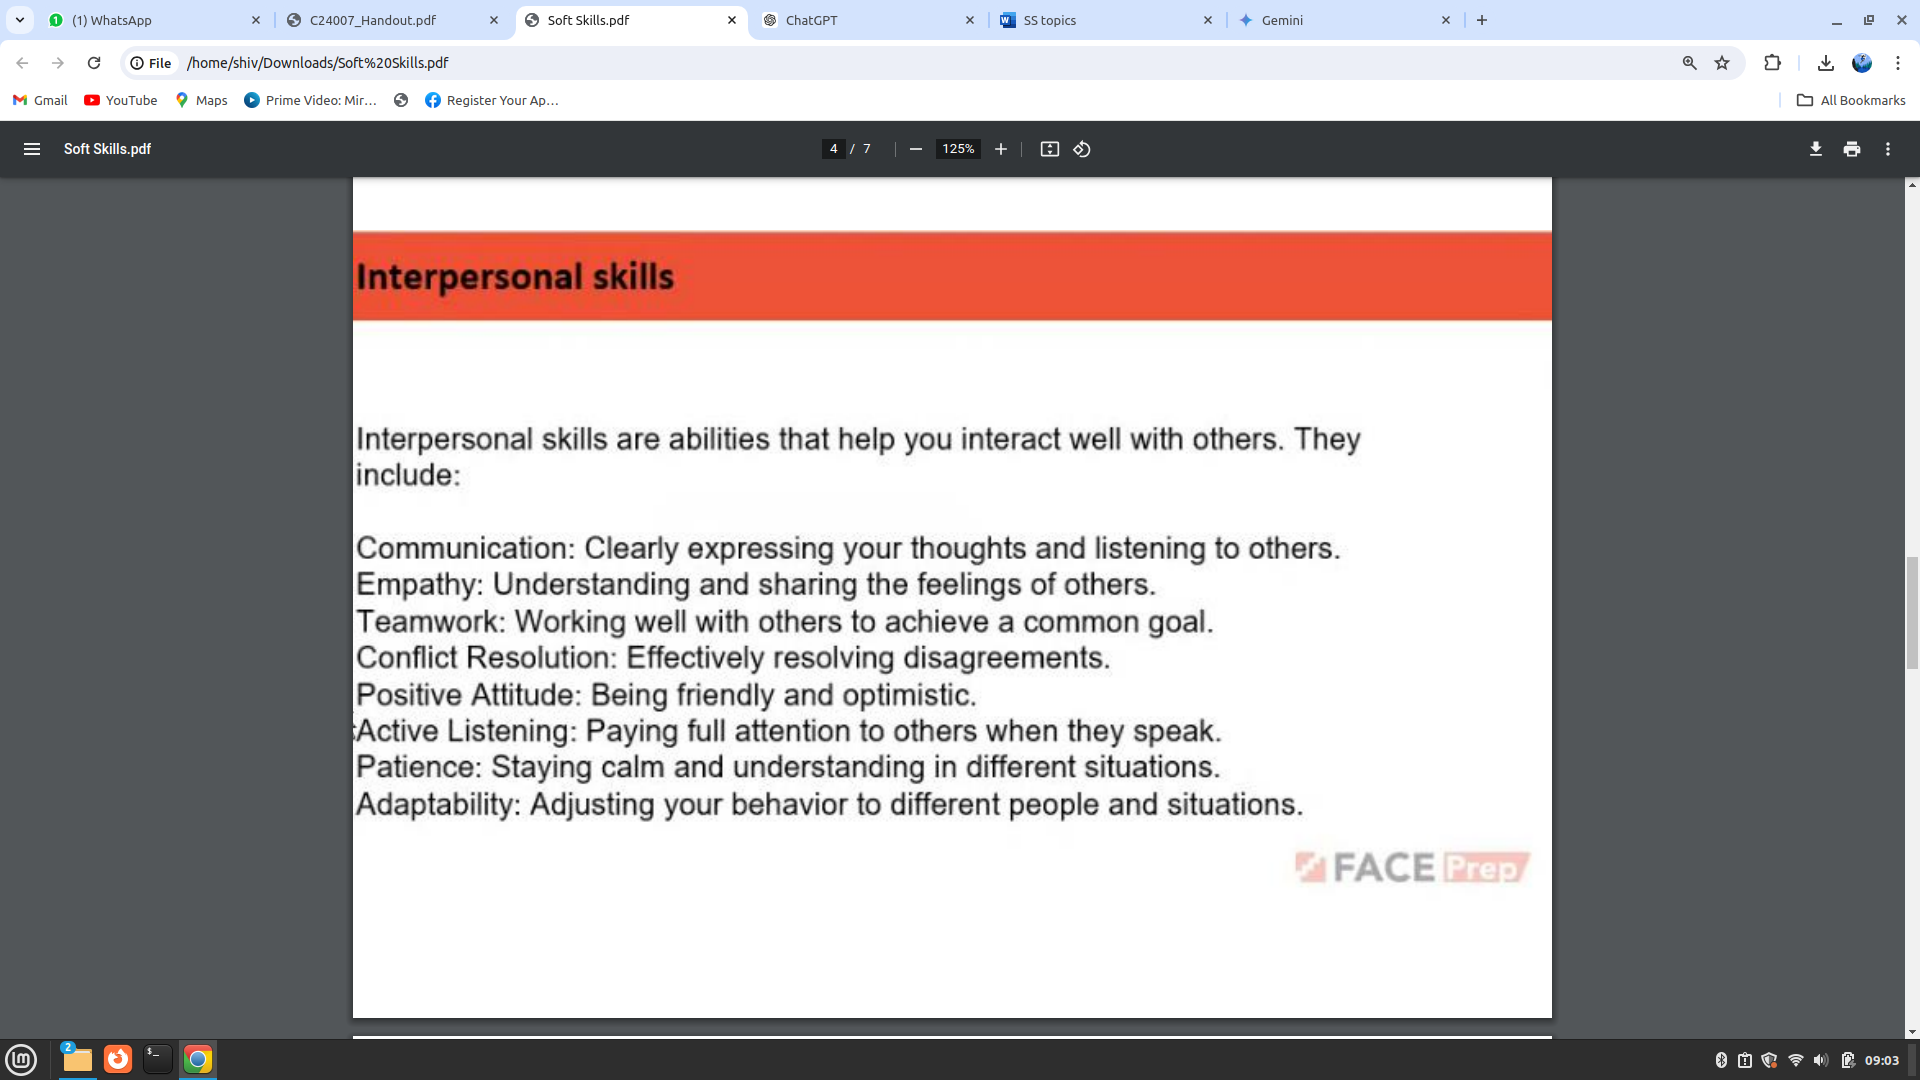 (1) WhatsApp
C24007_Handout.pdf
Soft Skills.pdf
ChatGPT
SS topics
Gemini
File
/home/shiv/Downloads/Soft%20Skills.pdf
Gmail
YouTube
Maps
Prime Video: Mir...
Register Your Ap...
All Bookmarks
Soft Skills.pdf
4 / 7
125%
Interpersonal skills
Interpersonal skills are abilities that help you interact well with others. They
include:
Communication: Clearly expressing your thoughts and listening to others.
Empathy: Understanding and sharing the feelings of others.
Teamwork: Working well with others to achieve a common goal.
Conflict Resolution: Effectively resolving disagreements.
Positive Attitude: Being friendly and optimistic.
Active Listening: Paying full attention to others when they speak.
Patience: Staying calm and understanding in different situations.
Adaptability: Adjusting your behavior to different people and situations.
FACE Prep
2
09:03